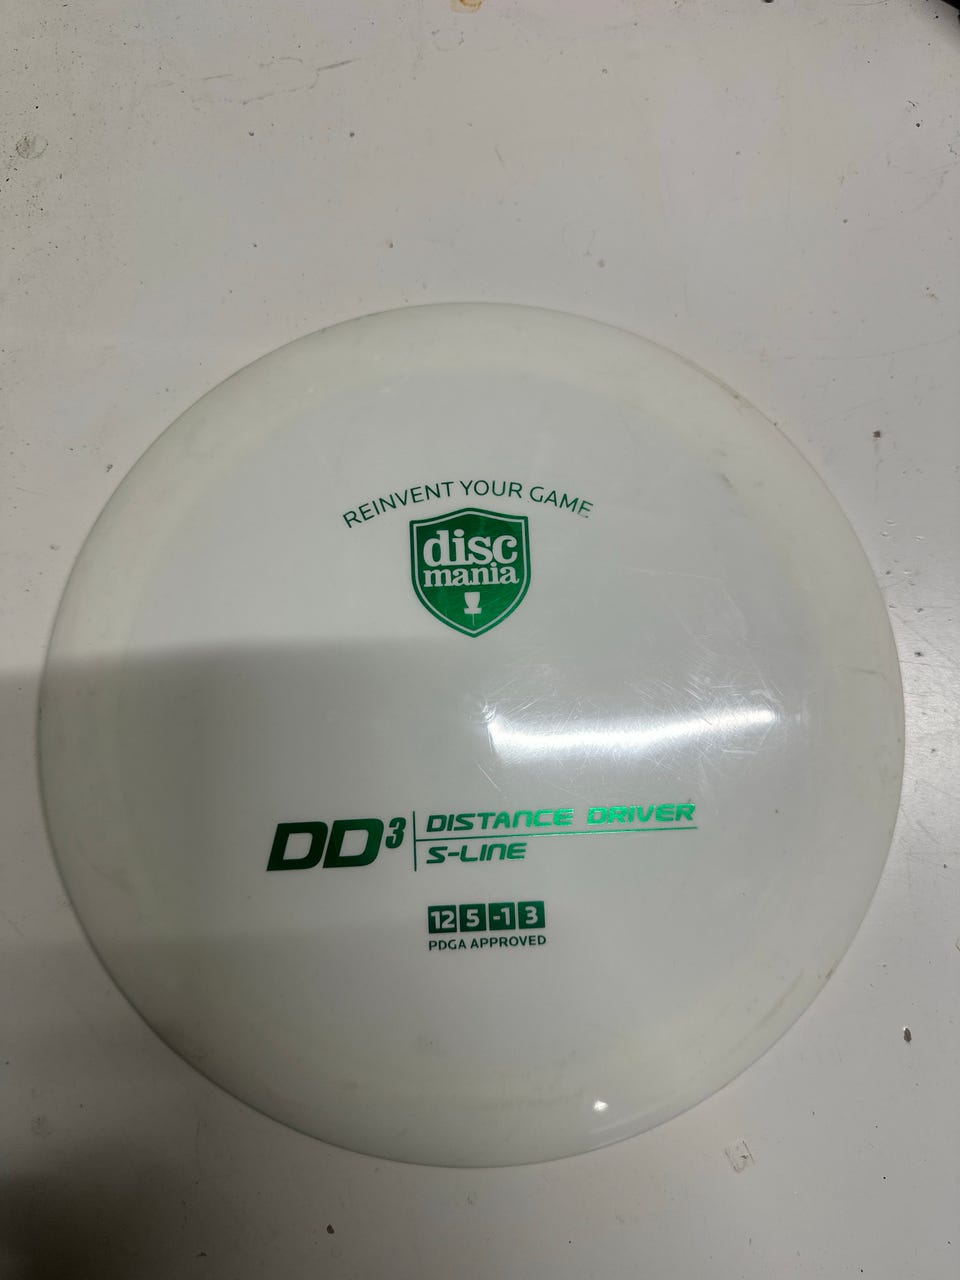 REINVENT YOUR GAME
disc
mania
DD3 DISTANCE DRIVER
S-LINE
12 5 -1 3
PDGA APPROVED